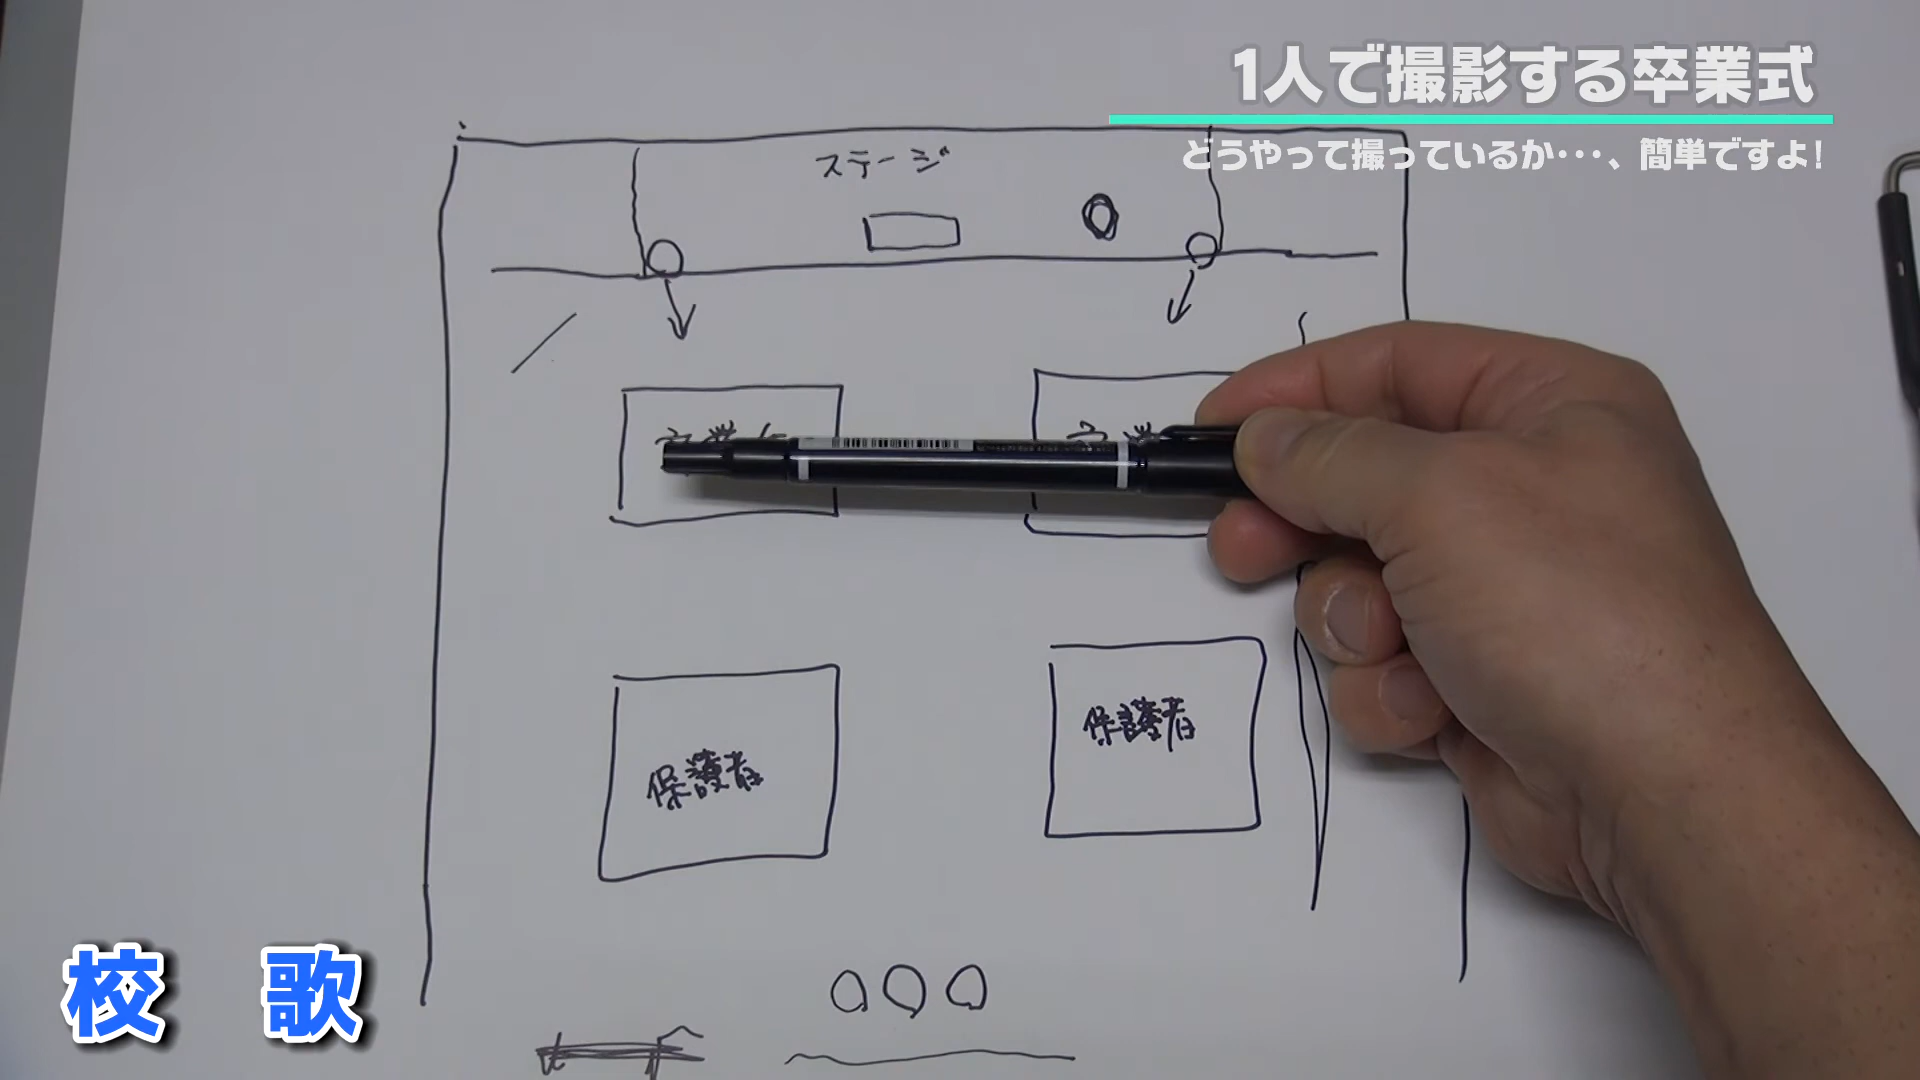 1人で撮影する卒業式
どうやって撮っているか･･･、簡単ですよ!
ステージ
保護者
保護者
校　歌